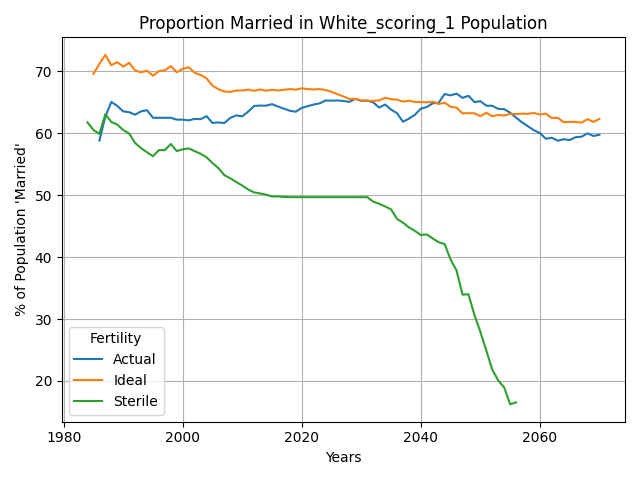 Proportion Married in White_scoring_1 Population
% of Population 'Married'
70
60
50
40
30
20
Fertility
Actual
Ideal
Sterile
1980
2000
2020
2040
2060
Years